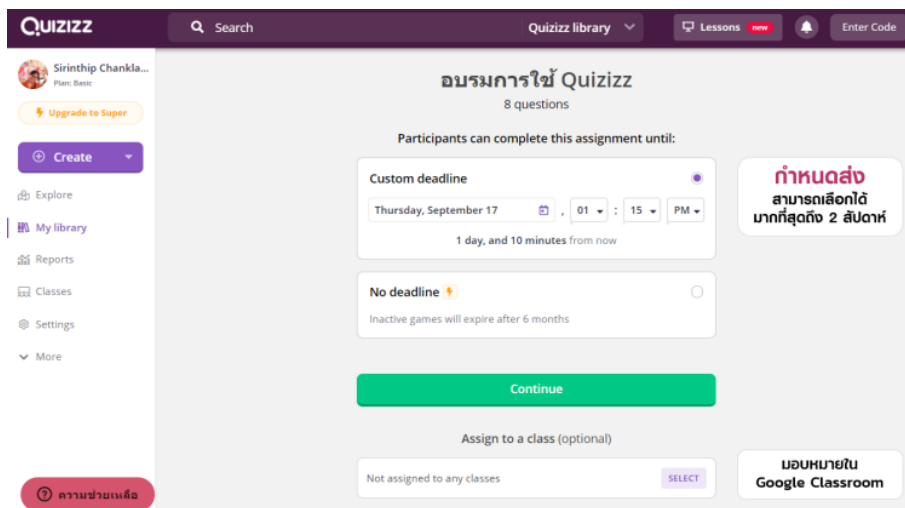 QUIZIZZ
Search
Quizizz library
Lessons new
Enter Code
Sirinthip Chankla...
Plan: Basic
Upgrade to Super
Create
Explore
My library
Reports
Classes
Settings
More
ความช่วยเหลือ
อบรมการใช้ Quizizz
8 questions
Participants can complete this assignment until:
Custom deadline
Thursday, September 17 , 01 : 15 PM
1 day, and 10 minutes from now
No deadline
Inactive games will expire after 6 months
Continue
Assign to a class (optional)
Not assigned to any classes SELECT
กำหนดส่ง
สามารถเลือกได้
มากที่สุดถึง 2 สัปดาห์
มอบหมายใน
Google Classroom